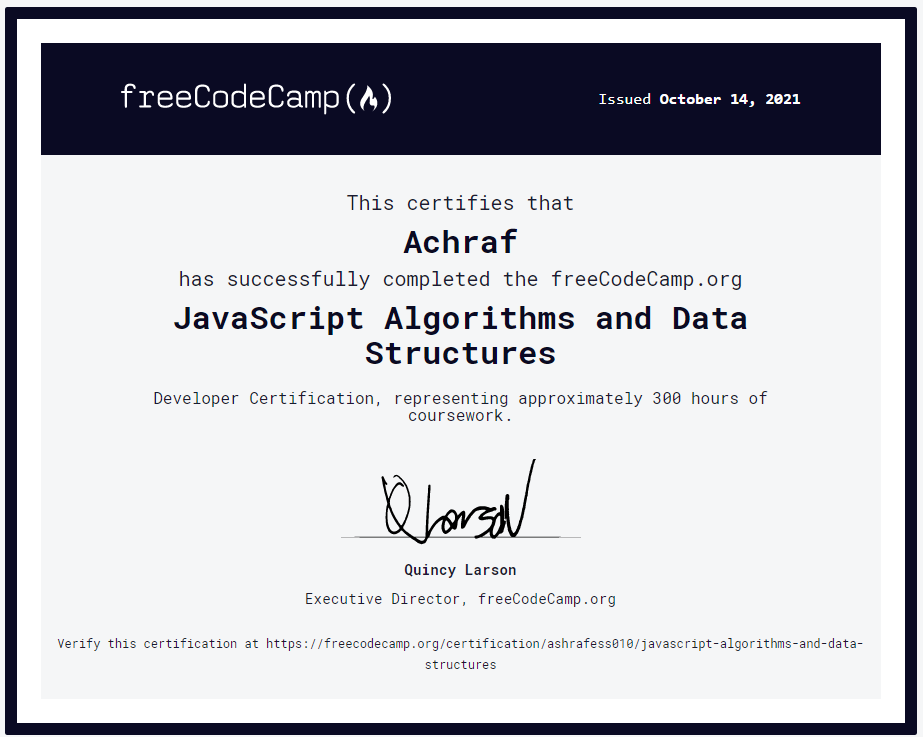 freeCodeCamp
Issued October 14, 2021
This certifies that
Achraf
has successfully completed the freeCodeCamp.org
JavaScript Algorithms and Data
Structures
Developer Certification, representing approximately 300 hours of
coursework.
Q Larson
Quincy Larson
Executive Director, freeCodeCamp.org
Verify this certification at https://freecodecamp.org/certification/ashrafess010/javascript-algorithms-and-data-
structures